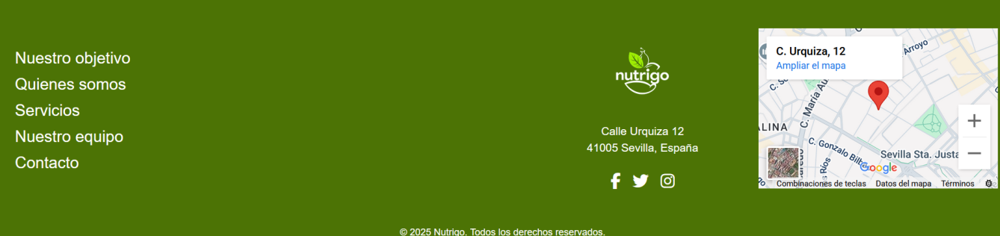 Nuestro objetivo
Quienes somos
Servicios
Nuestro equipo
Contacto
nutrigo
Calle Urquiza 12
41005 Sevilla, España
C. Urquiza, 12
Ampliar el mapa
Arroyo
C. María Au
LINA
C. Gonzalo Bilb
Sevilla Sta. Justa
Ríos
Google
Combinaciones de teclas Datos del mapa Términos
© 2025 Nutrigo. Todos los derechos reservados.